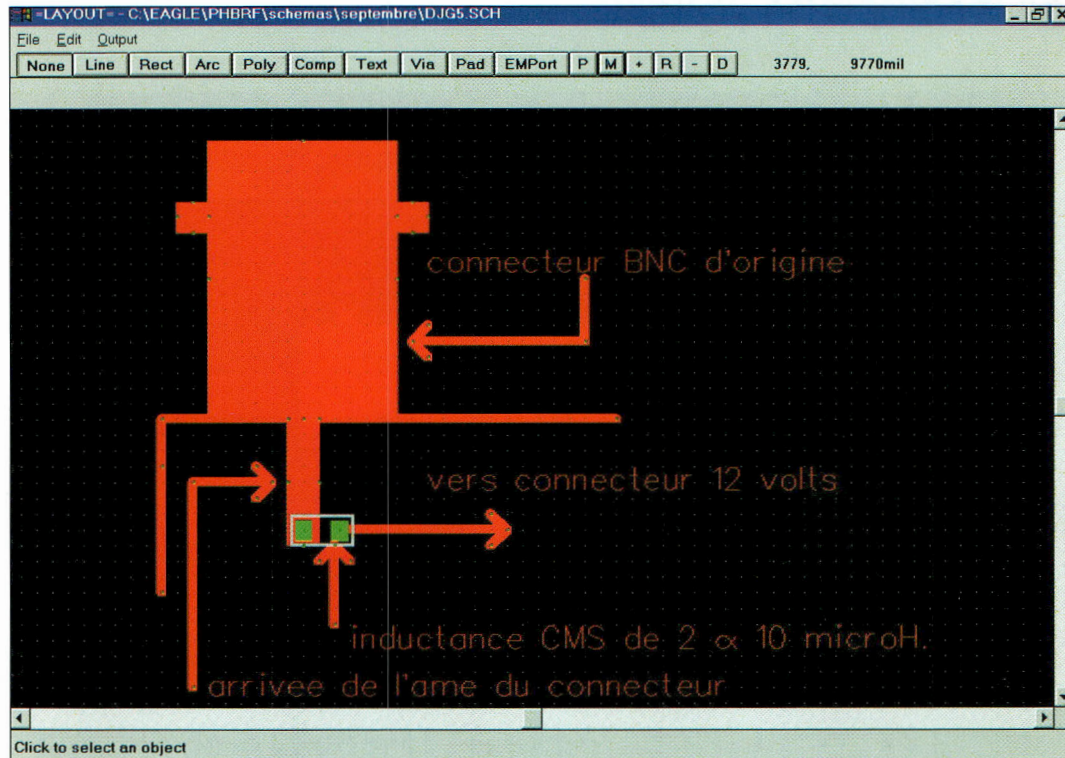 =LAYOUT= - C:\EAGLE\PHBRF\schemas\septembre\DJG5.SCH
File Edit Output
None Line Rect Arc Poly Comp Text Via Pad EMPort P M + R - D 3779, 9770mil
connecteur BNC d'origine
vers connecteur 12 volts
inductance CMS de 2 α 10 microH.
arrivee de l'ame du connecteur
Click to select an object